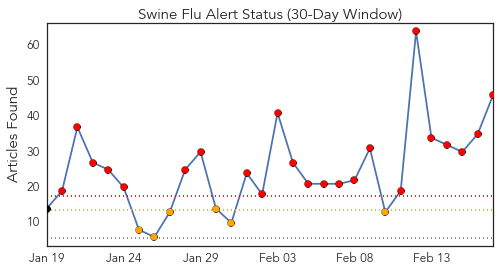 Swine Flu Alert Status (30-Day Window)
Articles Found
60
50
40
30
20
10
Jan 19 Jan 24 Jan 29 Feb 03 Feb 08 Feb 13